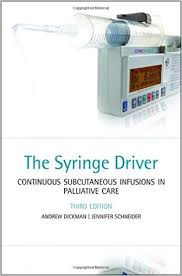 The Syringe Driver
CONTINUOUS SUBCUTANEOUS INFUSIONS IN
PALLIATIVE CARE
THIRD EDITION
ANDREW DICKMAN | JENNIFER SCHNEIDER